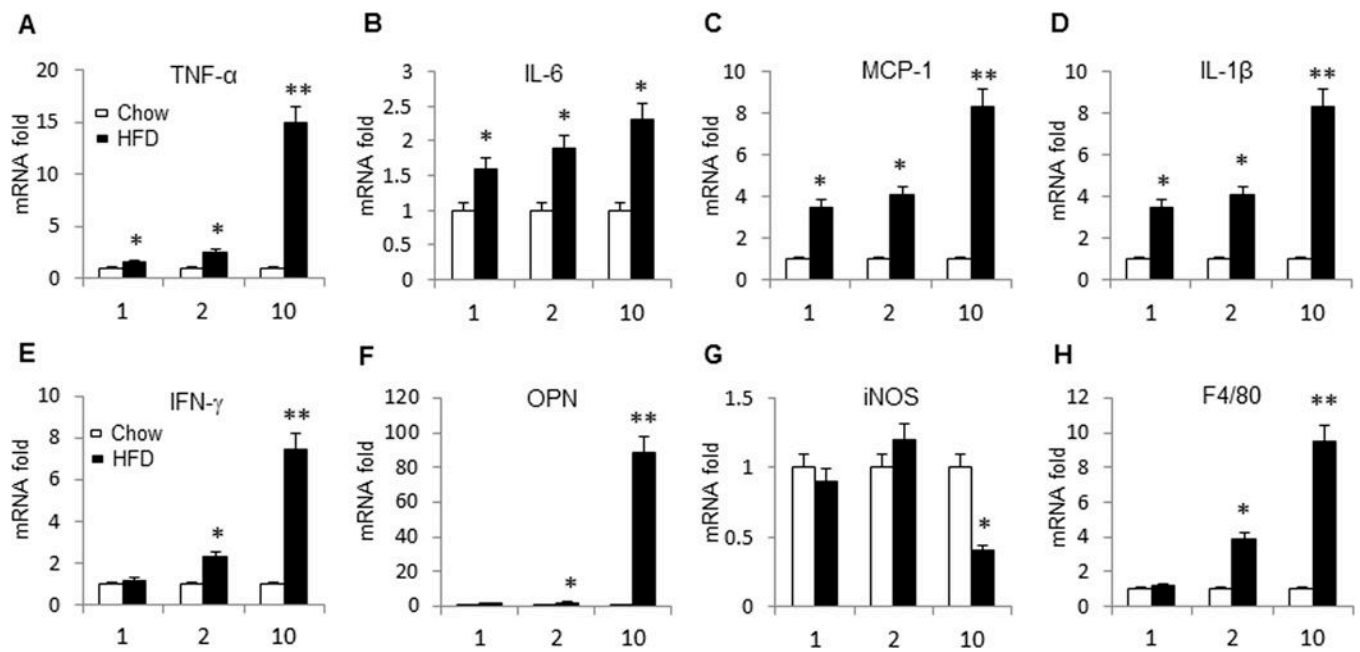 A
TNF-α
mRNA fold
20
15
10
5
0
Chow
HFD
*
*
**
1 2 10
B
IL-6
mRNA fold
3
2.5
2
1.5
1
0.5
0
*
*
*
1 2 10
C
MCP-1
mRNA fold
10
8
6
4
2
0
*
*
**
1 2 10
D
IL-1β
mRNA fold
10
8
6
4
2
0
*
*
**
1 2 10
E
IFN-γ
mRNA fold
10
8
6
4
2
0
Chow
HFD
*
**
1 2 10
F
OPN
mRNA fold
120
100
80
60
40
20
0
*
**
1 2 10
G
iNOS
mRNA fold
1.5
1
0.5
0
*
1 2 10
H
F4/80
mRNA fold
12
10
8
6
4
2
0
*
**
1 2 10